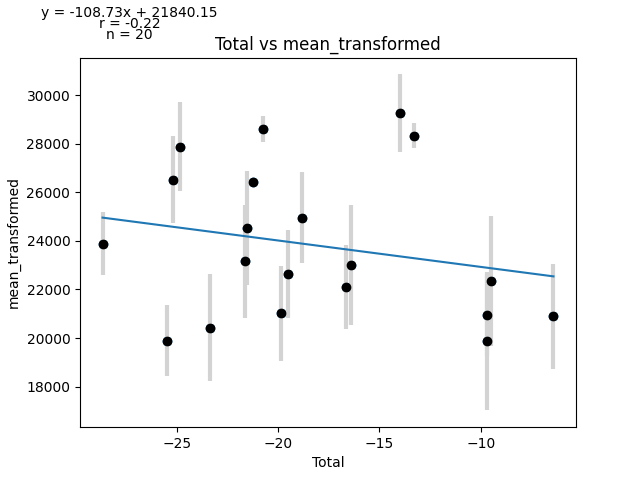 y = -108.73x + 21840.15
r = -0.22
n = 20
Total vs mean_transformed
mean_transformed
30000
28000
26000
24000
22000
20000
18000
−25
−20
−15
−10
Total